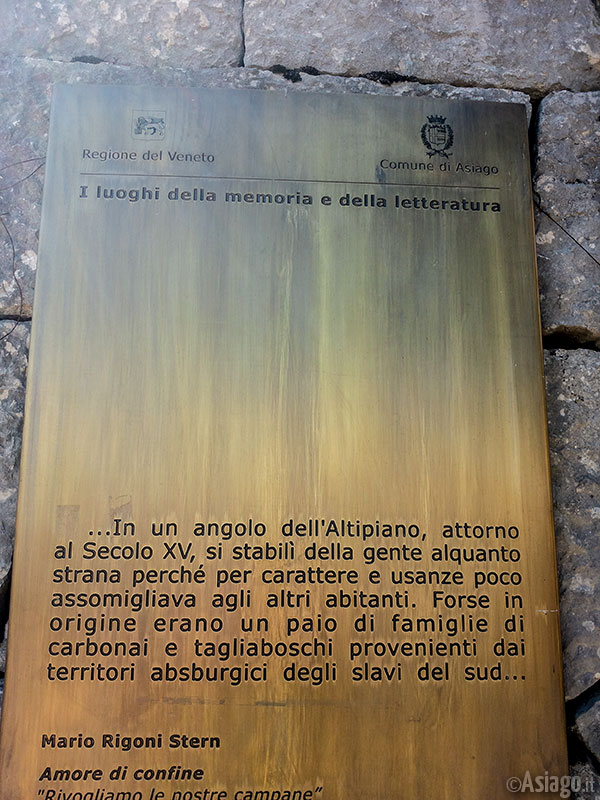 Regione del Veneto
Comune di Asiago
I luoghi della memoria e della letteratura
...In un angolo dell'Altipiano, attorno
al Secolo XV, si stabilì della gente alquanto
strana perché per carattere e usanze poco
assomigliava agli altri abitanti. Forse in
origine erano un paio di famiglie di
carbonai e tagliaboschi provenienti dai
territori absburgici degli slavi del sud...
Mario Rigoni Stern
Amore di confine
"Rivogliamo le nostre campane"
©Asiago.it